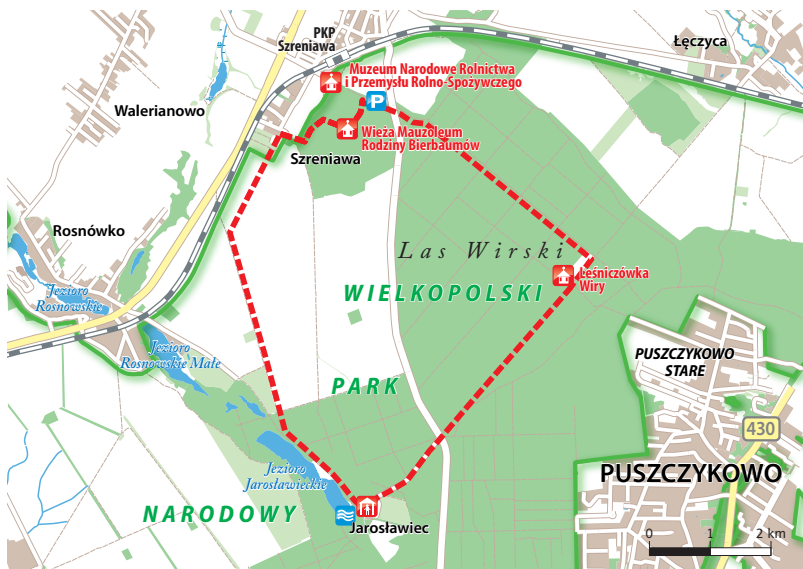 PKP
Szreniawa
Łęczyca
Muzeum Narodowe Rolnictwa
i Przemysłu Rolno-Spożywczego
P
Walerianowo
Wieża Mauzoleum
Rodziny Bierbaumów
Szreniawa
Rosnówko
Las Wirski
Leśniczówka
Wiry
Jezioro
Rosnowskie
WIELKOPOLSKI
Jezioro
Rosnowskie Małe
PUSZCZYKOWO
STARE
PARK
430
Jezioro
Jarosławieckie
PUSZCZYKOWO
NARODOWY
Jarosławiec
0 1 2 km